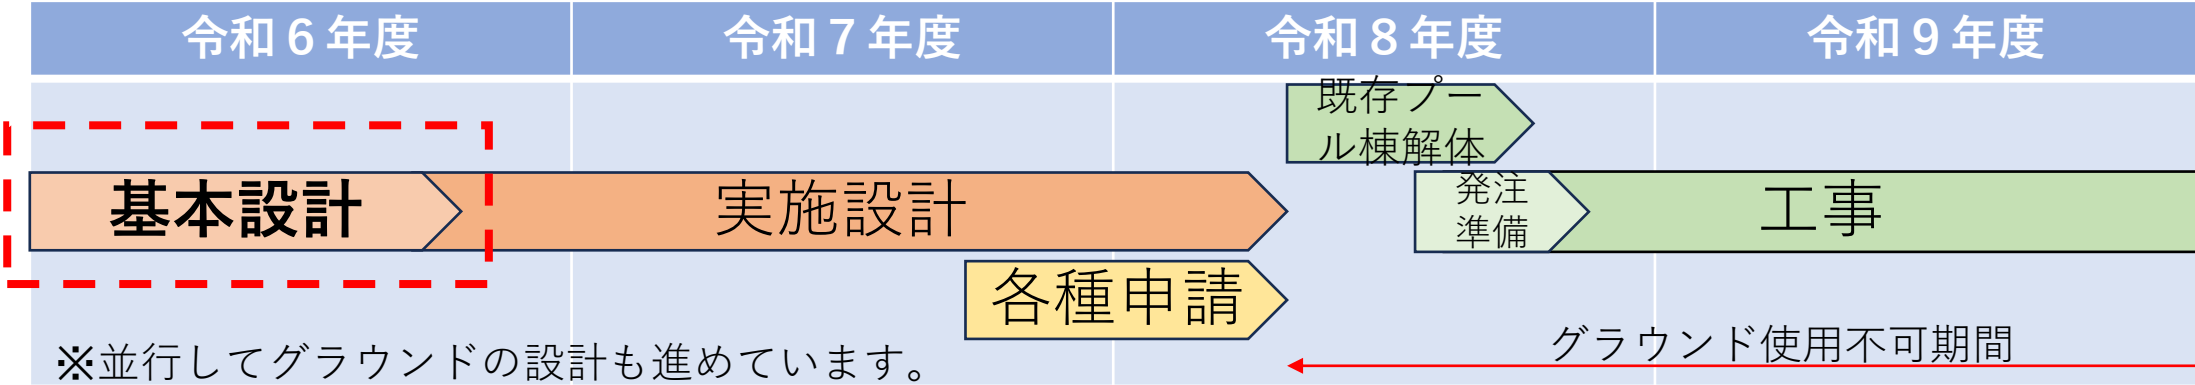 令和６年度
令和７年度
令和８年度
令和９年度
既存プー
ル棟解体
基本設計
実施設計
発注
準備
工事
各種申請
グラウンド使用不可期間
※並行してグラウンドの設計も進めています。